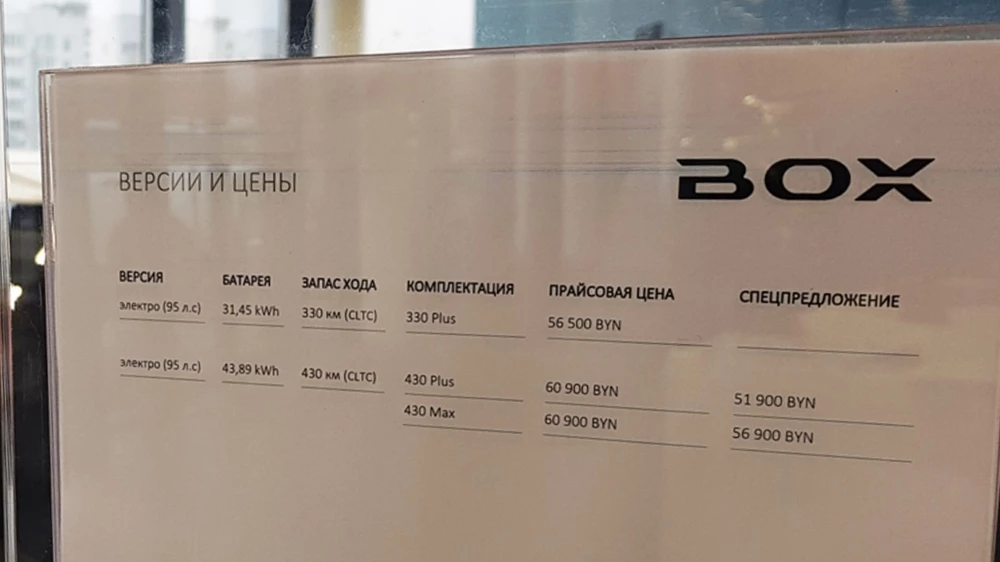 ВЕРСИИ И ЦЕНЫ
BOX
ВЕРСИЯ БАТАРЕЯ ЗАПАС ХОДА КОМПЛЕКТАЦИЯ ПРАЙСОВАЯ ЦЕНА СПЕЦПРЕДЛОЖЕНИЕ
электро (95 л.с) 31,45 kWh 330 км (CLTC) 330 Plus 56 500 BYN
электро (95 л.с) 43,89 kWh 430 км (CLTC) 430 Plus 60 900 BYN 51 900 BYN
430 Max 60 900 BYN 56 900 BYN